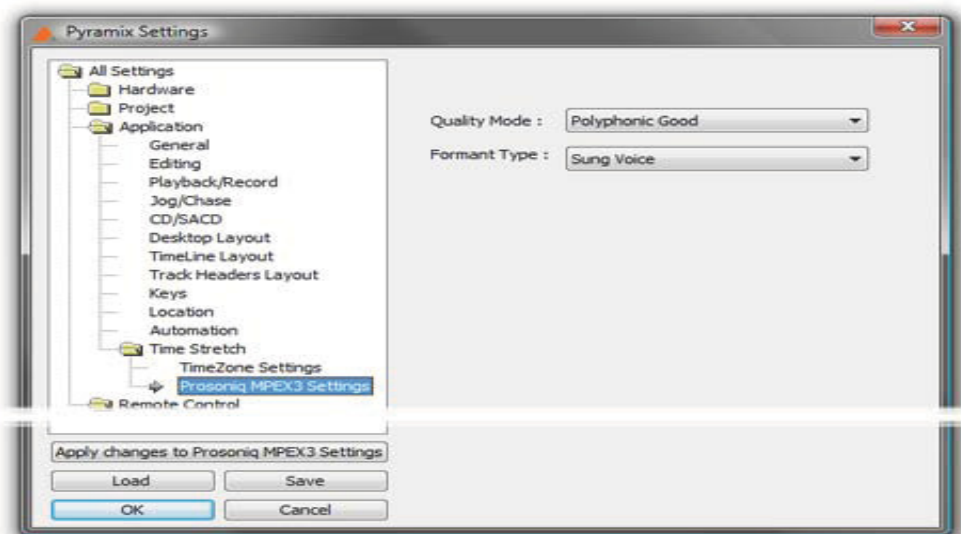 Pyramix Settings
All Settings
Hardware
Project
Application
General
Editing
Playback/Record
Jog/Chase
CD/SACD
Desktop Layout
TimeLine Layout
Track Headers Layout
Keys
Location
Automation
Time Stretch
TimeZone Settings
Prosoniq MPEX3 Settings
Remote Control
Quality Mode : Polyphonic Good
Formant Type : Sung Voice
Apply changes to Prosoniq MPEX3 Settings
Load Save
OK Cancel